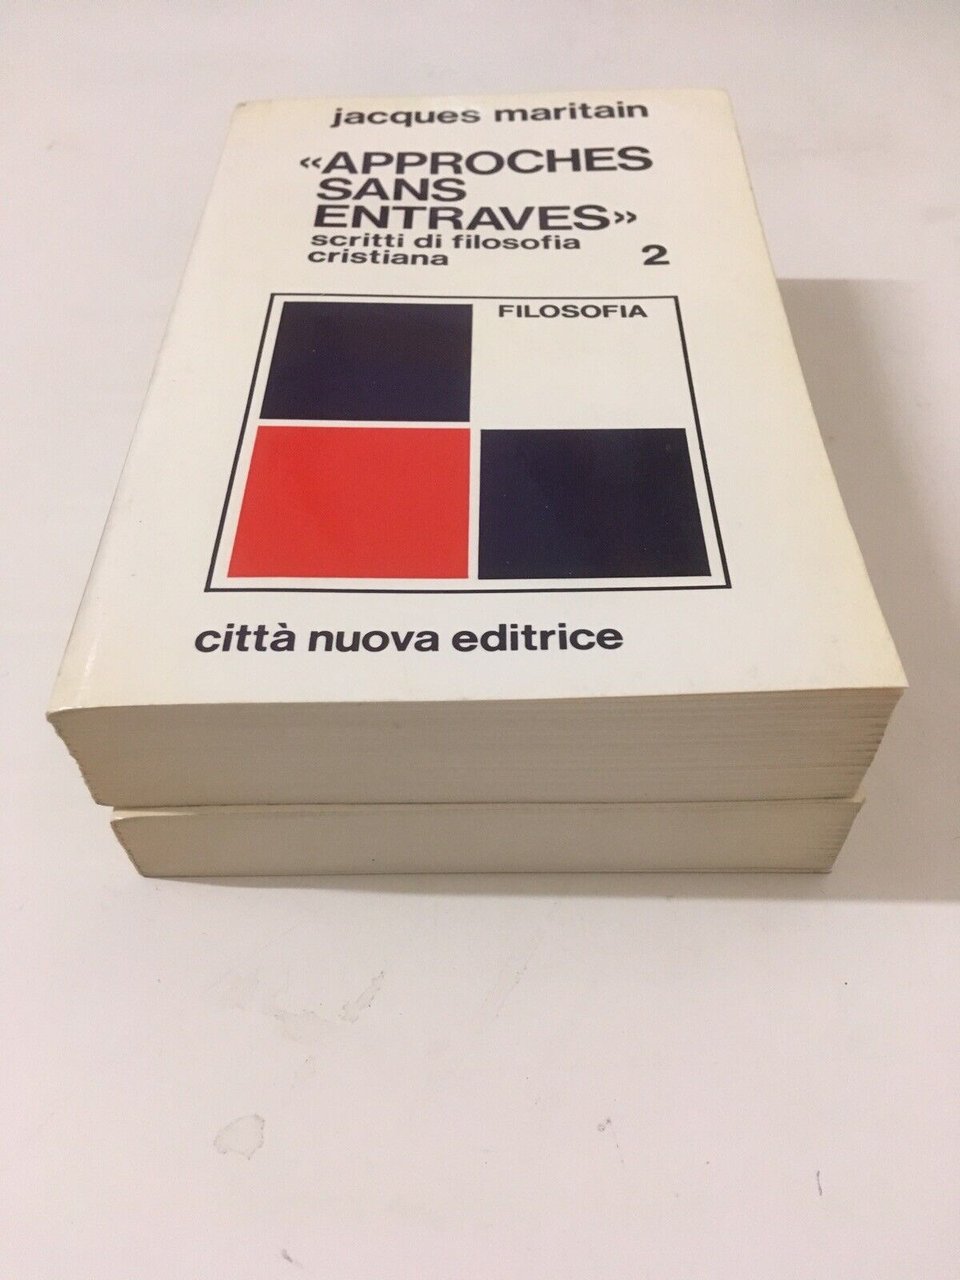 jacques maritain
«APPROCHES
SANS
ENTRAVES»
scritti di filosofia
cristiana
2
FILOSOFIA
città nuova editrice